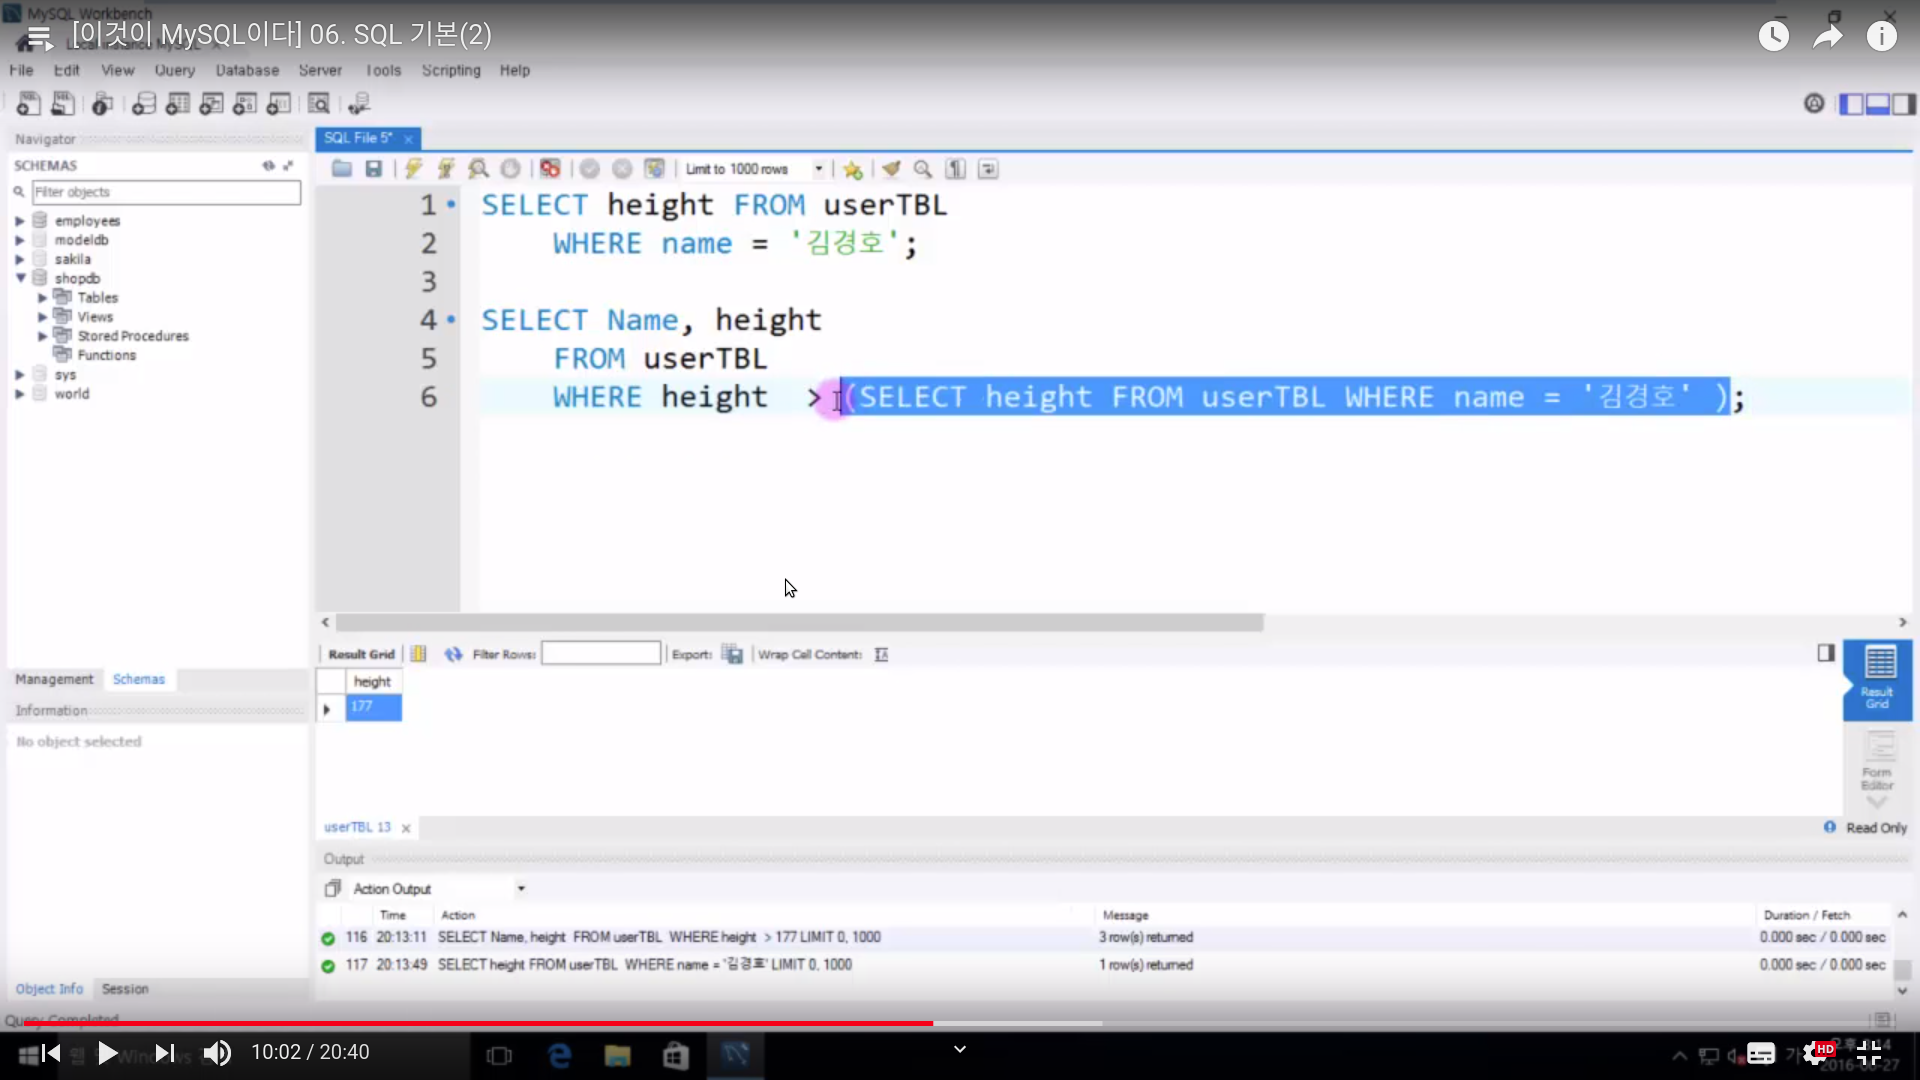 MySQL Workbench
[이것이 MySQL이다] 06. SQL 기본(2)
File Edit View Query Database Server Tools Scripting Help
Navigator
SCHEMAS
Filter objects
employees
modeldb
sakila
shopdb
Tables
Views
Stored Procedures
Functions
sys
world
Management Schemas
Information
No object selected
Object Info Session
Query Completed
SQL File 5*
Limit to 1000 rows
1 SELECT height FROM userTBL
2 WHERE name = '김경호';
3
4 SELECT Name, height
5 FROM userTBL
6 WHERE height > (SELECT height FROM userTBL WHERE name = '김경호' );
Result Grid Filter Rows: Export: Wrap Cell Content:
height
177
Result
Grid
Form
Editor
userTBL 13
Read Only
Output
Action Output
Time Action Message Duration / Fetch
116 20:13:11 SELECT Name, height FROM userTBL WHERE height > 177 LIMIT 0, 1000 3 row(s) returned 0.000 sec / 0.000 sec
117 20:13:49 SELECT height FROM userTBL WHERE name = '김경호' LIMIT 0, 1000 1 row(s) returned 0.000 sec / 0.000 sec
10:02 / 20:40
HD